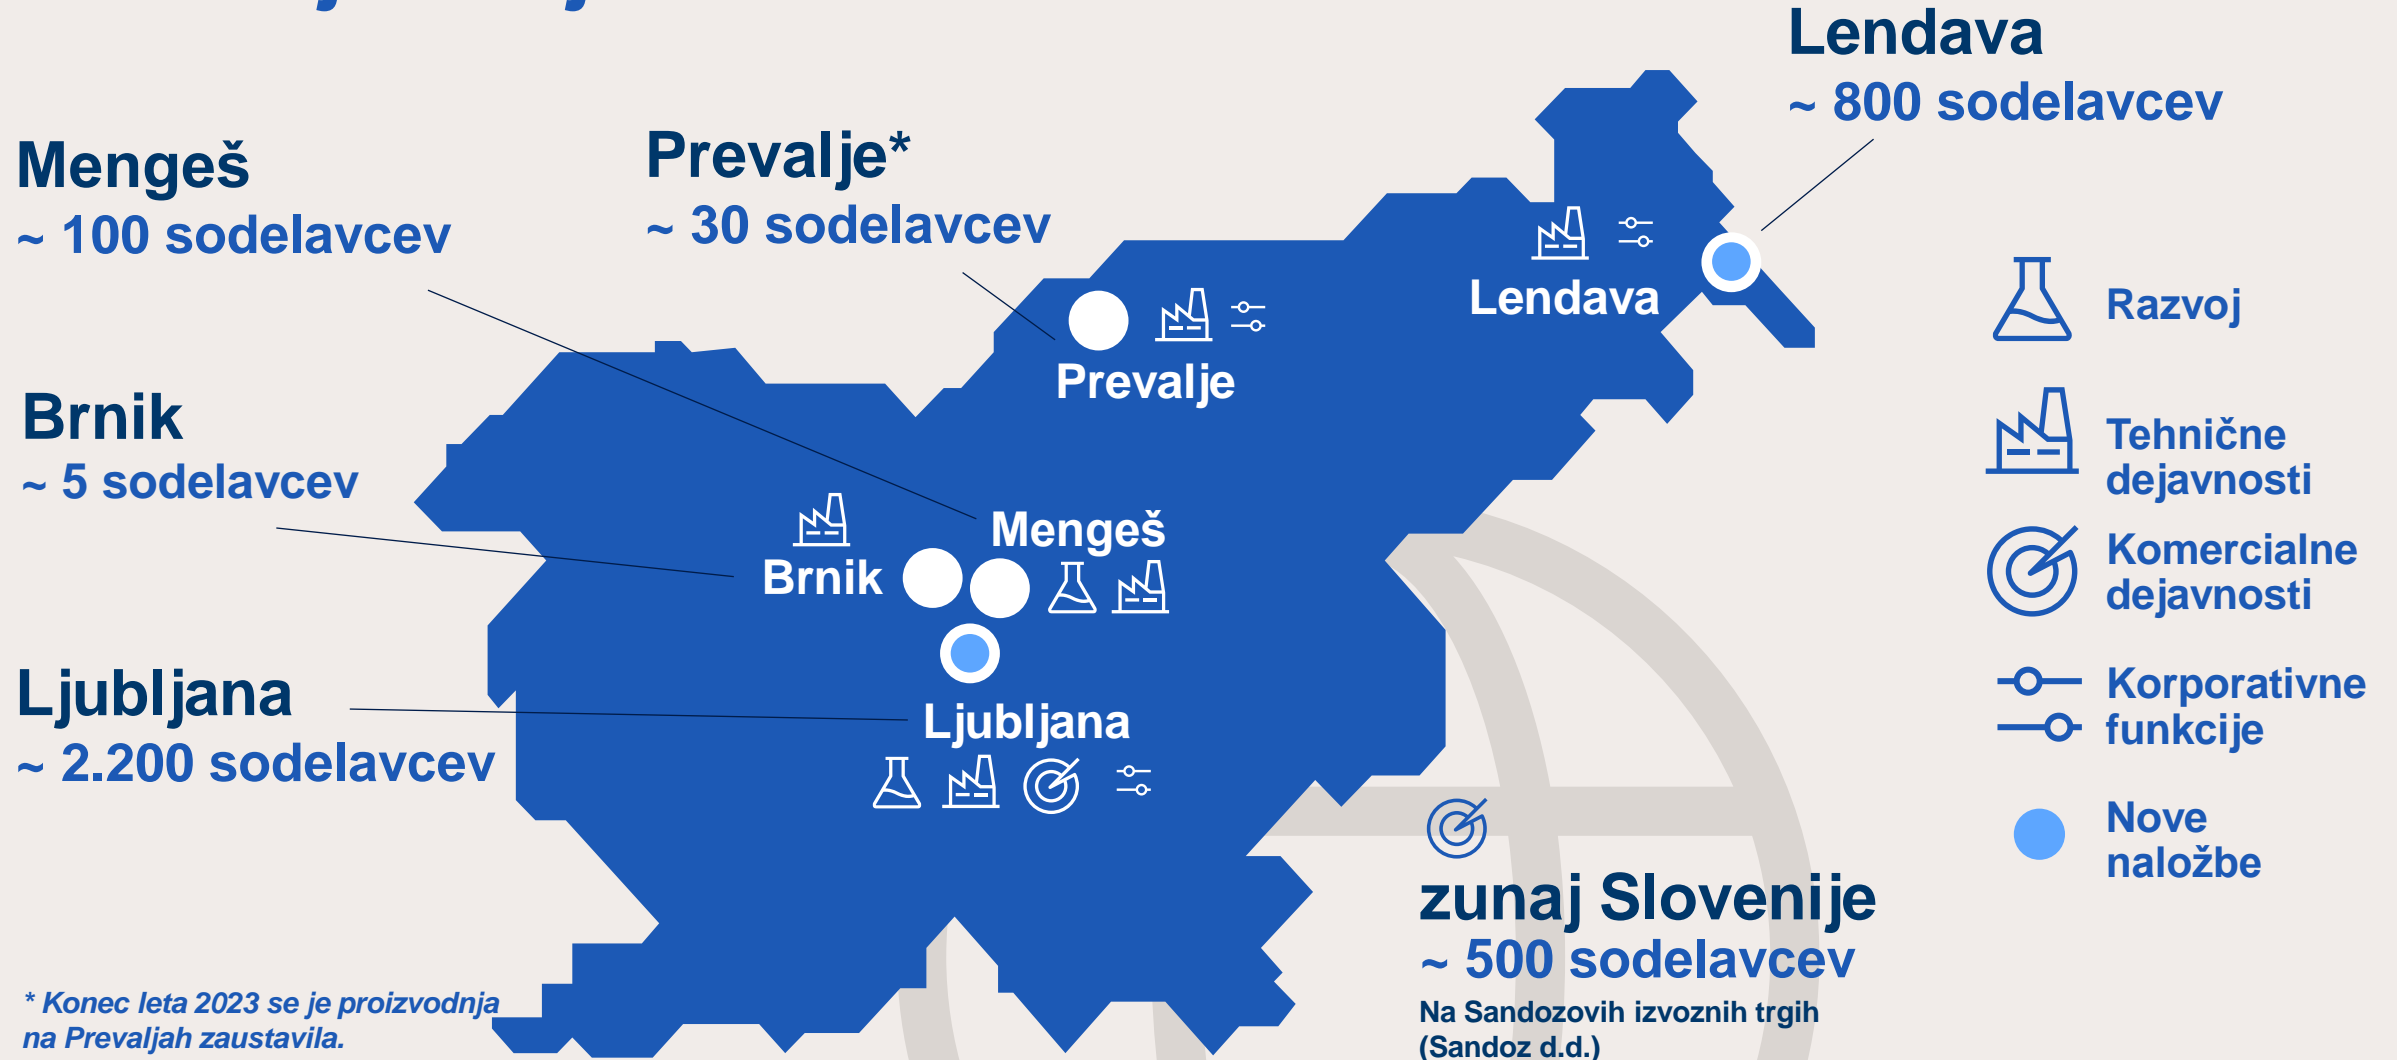 Lendava
~ 800 sodelavcev
Mengeš
~ 100 sodelavcev
Prevalje*
~ 30 sodelavcev
Brnik
~ 5 sodelavcev
Ljubljana
~ 2.200 sodelavcev
Lendava
Prevalje
Mengeš
Brnik
Ljubljana
Razvoj
Tehnične
dejavnosti
Komercialne
dejavnosti
Korporativne
funkcije
Nove
naložbe
zunaj Slovenije
~ 500 sodelavcev
Na Sandozovih izvoznih trgih
(Sandoz d.d.)
* Konec leta 2023 se je proizvodnja
na Prevaljah zaustavila.